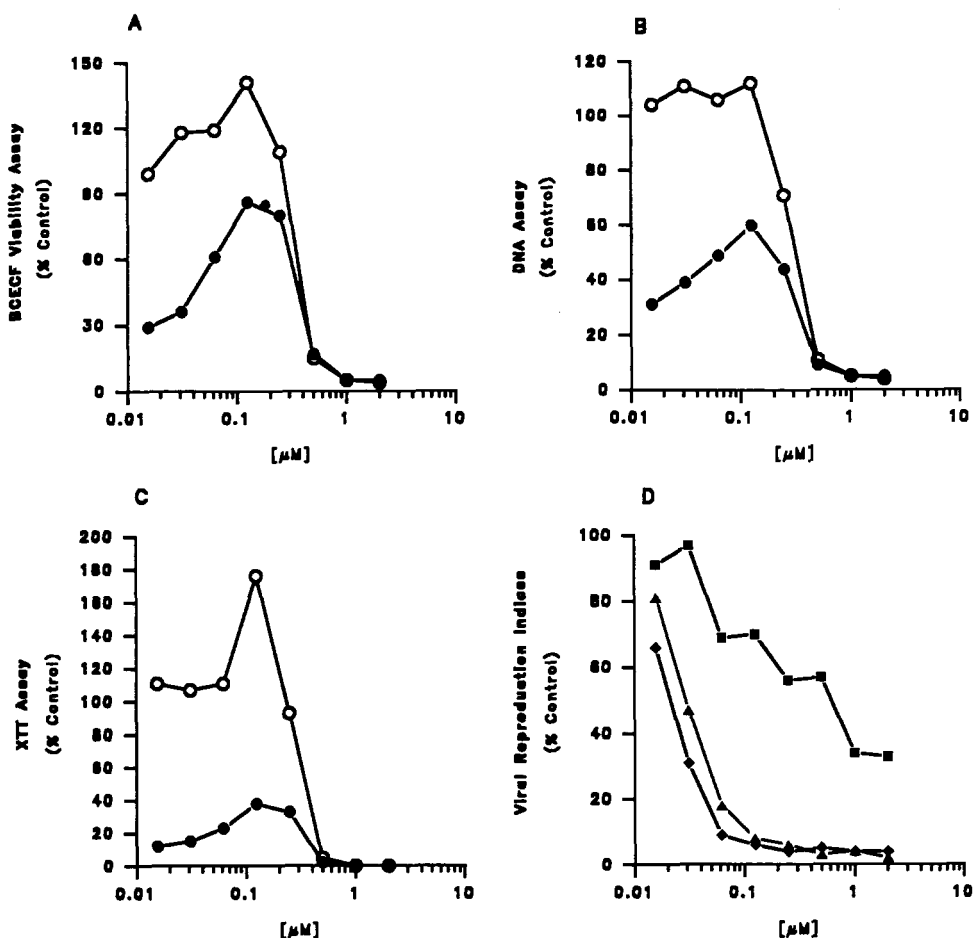 A
BCECF Viability Assay
(% Control)
150
120
90
60
30
0
0.01
0.1
1
10
[μM]
B
DNA Assay
(% Control)
120
100
80
60
40
20
0
0.01
0.1
1
10
[μM]
C
XTT Assay
(% Control)
200
180
160
140
120
100
80
60
40
20
0
0.01
0.1
1
10
[μM]
D
Viral Reproduction Indices
(% Control)
100
80
60
40
20
0
0.01
0.1
1
10
[μM]